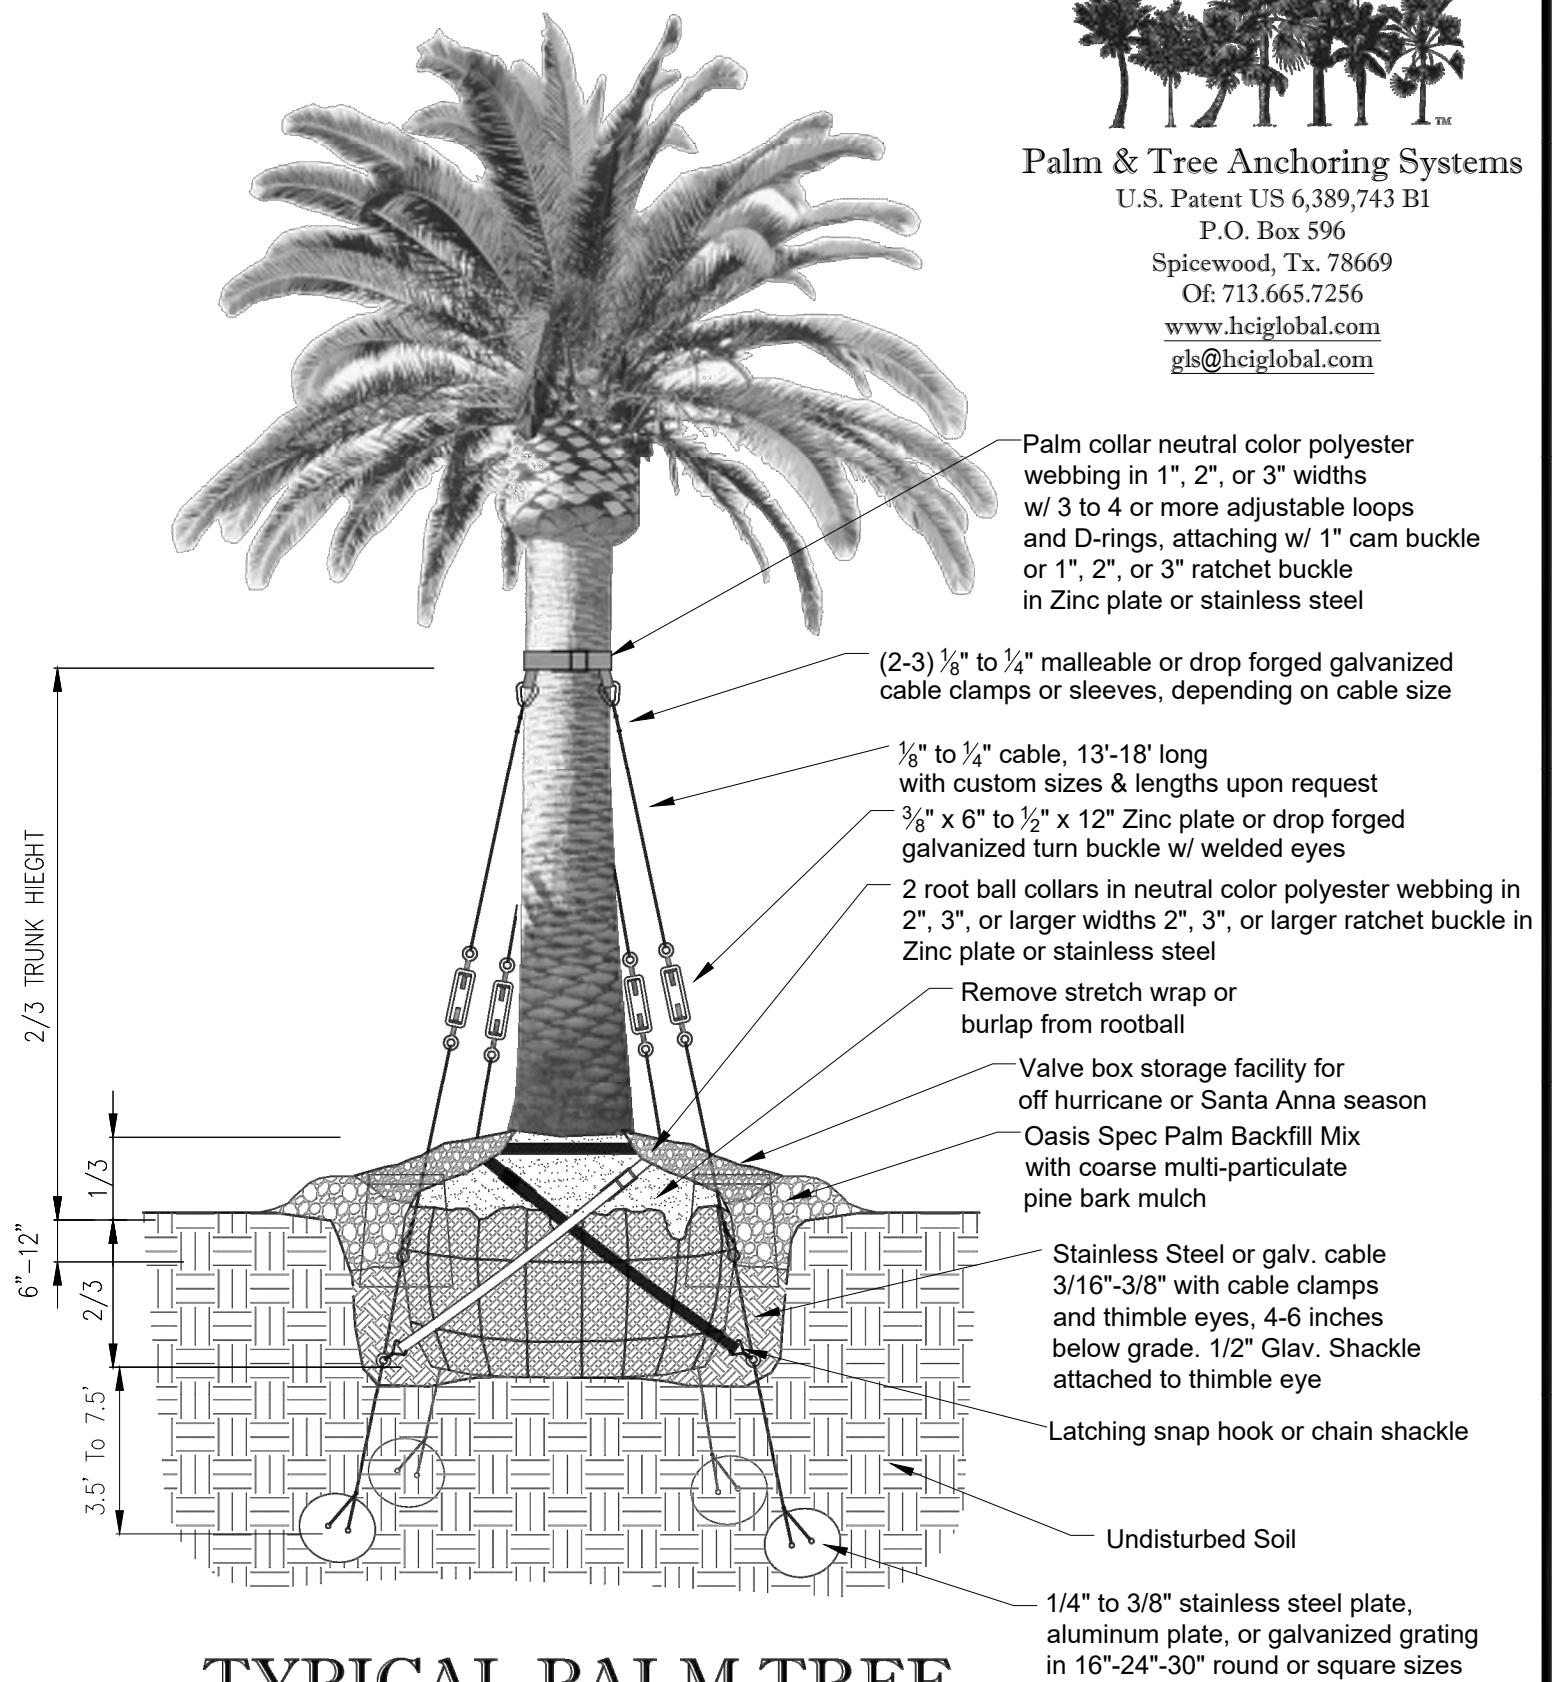 TM
Palm & Tree Anchoring Systems
U.S. Patent US 6,389,743 B1
P.O. Box 596
Spicewood, Tx. 78669
Of: 713.665.7256
www.hciglobal.com
gls@hciglobal.com
Palm collar neutral color polyester
webbing in 1", 2", or 3" widths
w/ 3 to 4 or more adjustable loops
and D-rings, attaching w/ 1" cam buckle
or 1", 2", or 3" ratchet buckle
in Zinc plate or stainless steel
(2-3) 1/8" to 1/4" malleable or drop forged galvanized
cable clamps or sleeves, depending on cable size
1/8" to 1/4" cable, 13'-18' long
with custom sizes & lengths upon request
3/8" x 6" to 1/2" x 12" Zinc plate or drop forged
galvanized turn buckle w/ welded eyes
2 root ball collars in neutral color polyester webbing in
2", 3", or larger widths 2", 3", or larger ratchet buckle in
Zinc plate or stainless steel
Remove stretch wrap or
burlap from rootball
Valve box storage facility for
off hurricane or Santa Anna season
Oasis Spec Palm Backfill Mix
with coarse multi-particulate
pine bark mulch
Stainless Steel or galv. cable
3/16"-3/8" with cable clamps
and thimble eyes, 4-6 inches
below grade. 1/2" Glav. Shackle
attached to thimble eye
Latching snap hook or chain shackle
Undisturbed Soil
1/4" to 3/8" stainless steel plate,
aluminum plate, or galvanized grating
in 16"-24"-30" round or square sizes
2/3 TRUNK HIEGHT
1/3
6"-12"
2/3
3.5' To 7.5'
TYPICAL PALM TREE